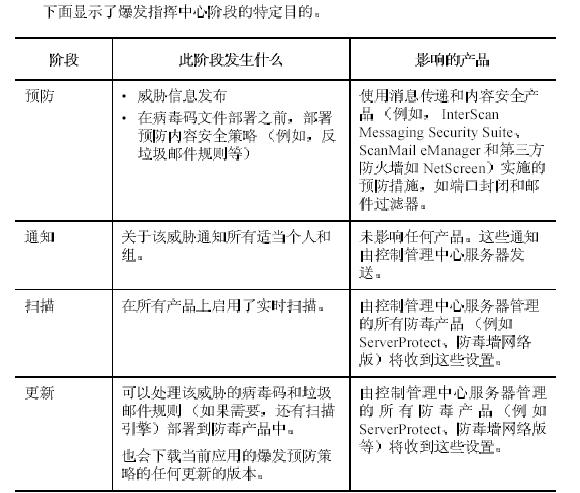 下面显示了爆发指挥中心阶段的特定目的。
阶段
此阶段发生什么
影响的产品
预防
• 威胁信息发布
• 在病毒码文件部署之前，部署
预防内容安全策略（例如，反
垃圾邮件规则等）
使用消息传递和内容安全产
品（例如， InterScan
Messaging Security Suite、
ScanMail eManager 和第三方
防火墙如 NetScreen）实施的
预防措施，如端口封闭和邮
件过滤器。
通知
关于该威胁通知所有适当个人和
组。
未影响任何产品。这些通知
由控制管理中心服务器发
送。
扫描
在所有产品上启用了实时扫描。
由控制管理中心服务器管理
的所有防毒产品（例如
ServerProtect、防毒墙网络
版）将收到这些设置。
更新
可以处理该威胁的病毒码和垃圾
邮件规则（如果需要，还有扫描
引擎）部署到防毒产品中。
也会下载当前应用的爆发预防策
略的任何更新的版本。
由控制管理中心服务器管理
的所有防毒产品（例如
ServerProtect、防毒墙网络版
等）将收到这些设置。